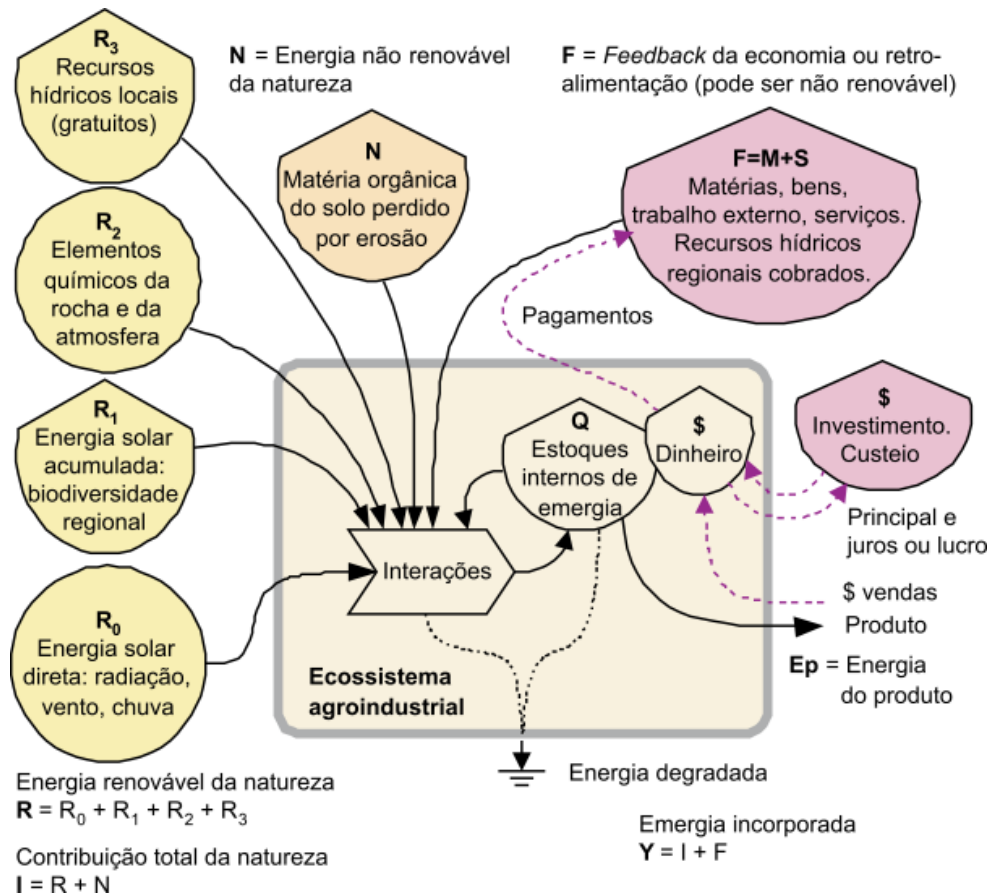 R3
Recursos
hídricos locais
(gratuitos)
N = Energia não renovável
da natureza
F = Feedback da economia ou retro-
alimentação (pode ser não renovável)
N
Matéria orgânica
do solo perdido
por erosão
F=M+S
Matérias, bens,
trabalho externo, serviços.
Recursos hídricos
regionais cobrados.
R2
Elementos
químicos da
rocha e da
atmosfera
Pagamentos
R1
Energia solar
acumulada:
biodiversidade
regional
Q
Estoques
internos de
emergia
$
Dinheiro
$
Investimento.
Custeio
Principal e
juros ou lucro
Interações
$ vendas
Produto
Ep = Energia
do produto
R0
Energia solar
direta: radiação,
vento, chuva
Ecossistema
agroindustrial
Energia degradada
Energia renovável da natureza
R = R0 + R1 + R2 + R3
Contribuição total da natureza
I = R + N
Emergia incorporada
Y = I + F